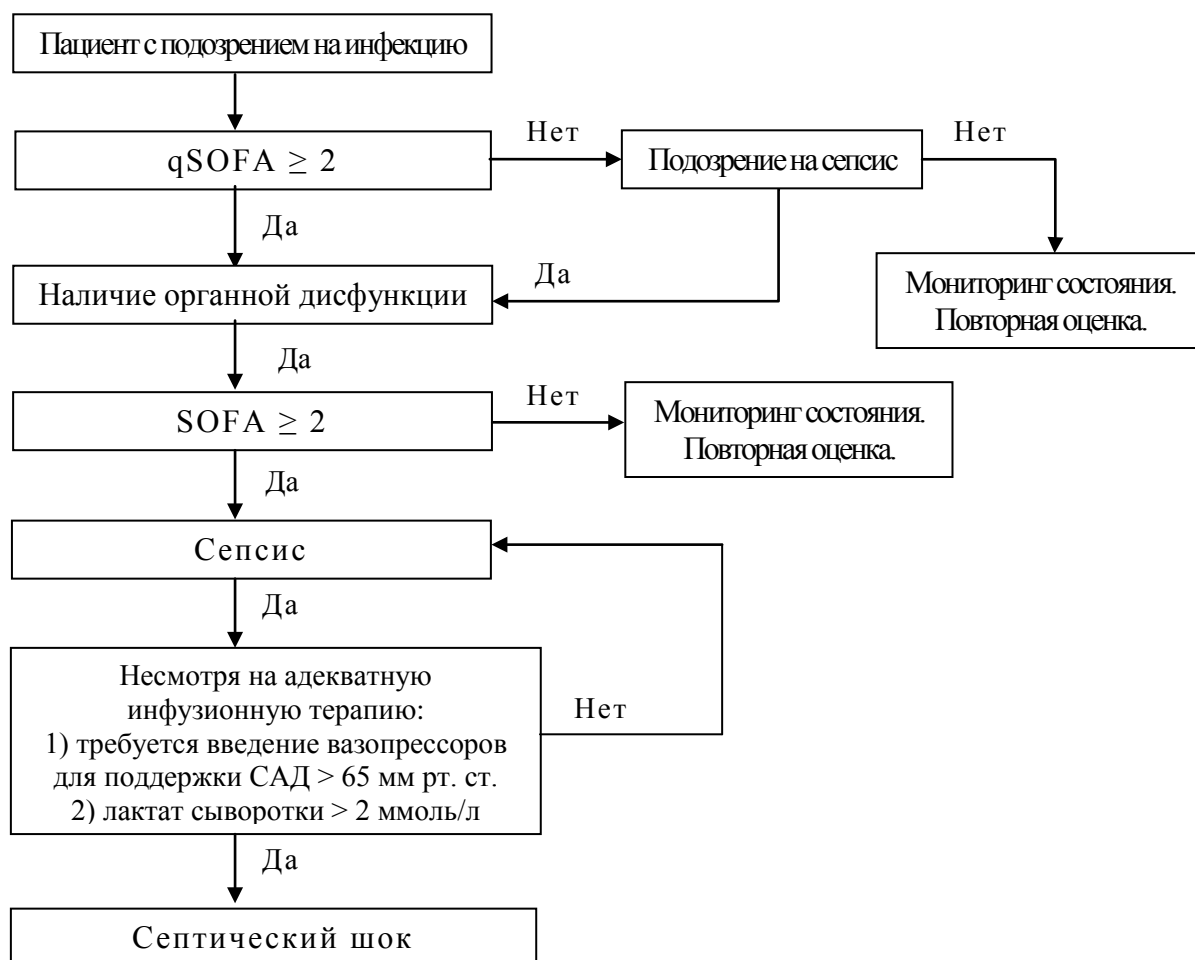 Пациент с подозрением на инфекцию
Нет
Нет
qSOFA ≥ 2
Подозрение на сепсис
Да
Да
Наличие органной дисфункции
Мониторинг состояния.
Повторная оценка.
Да
Нет
SOFA ≥ 2
Мониторинг состояния.
Повторная оценка.
Да
Сепсис
Да
Несмотря на адекватную
инфузионную терапию:
1) требуется введение вазопрессоров
для поддержки САД > 65 мм рт. ст.
2) лактат сыворотки > 2 ммоль/л
Нет
Да
Септический шок